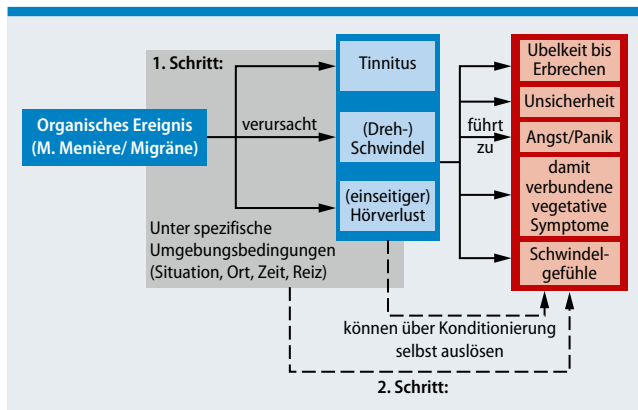 1. Schritt:
Organisches Ereignis
(M. Menière/ Migräne)
verursacht
Tinnitus
(Dreh-)
Schwindel
(einseitiger)
Hörverlust
führt
zu
Übelkeit bis
Erbrechen
Unsicherheit
Angst/Panik
damit
verbundene
vegetative
Symptome
Schwindel-
gefühle
Unter spezifische
Umgebungsbedingungen
(Situation, Ort, Zeit, Reiz)
können über Konditionierung
selbst auslösen
2. Schritt: